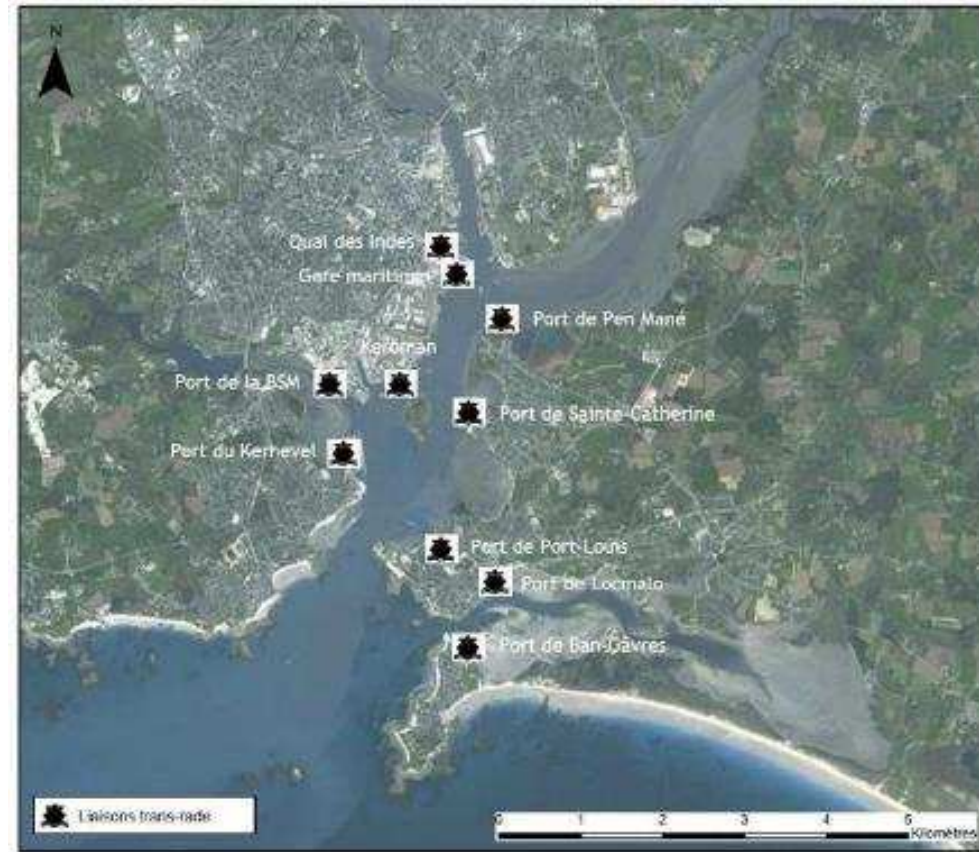 N
Quai des Indes
Gare maritime
Port de Pen Mané
Keroman
Port de la BSM
Port de Sainte-Catherine
Port du Kernevel
Port de Port-Louis
Port de Locmalo
Port de Ban-Gâvres
Liaisons trans-rade
0 1 2 3 4 5
Kilomètres